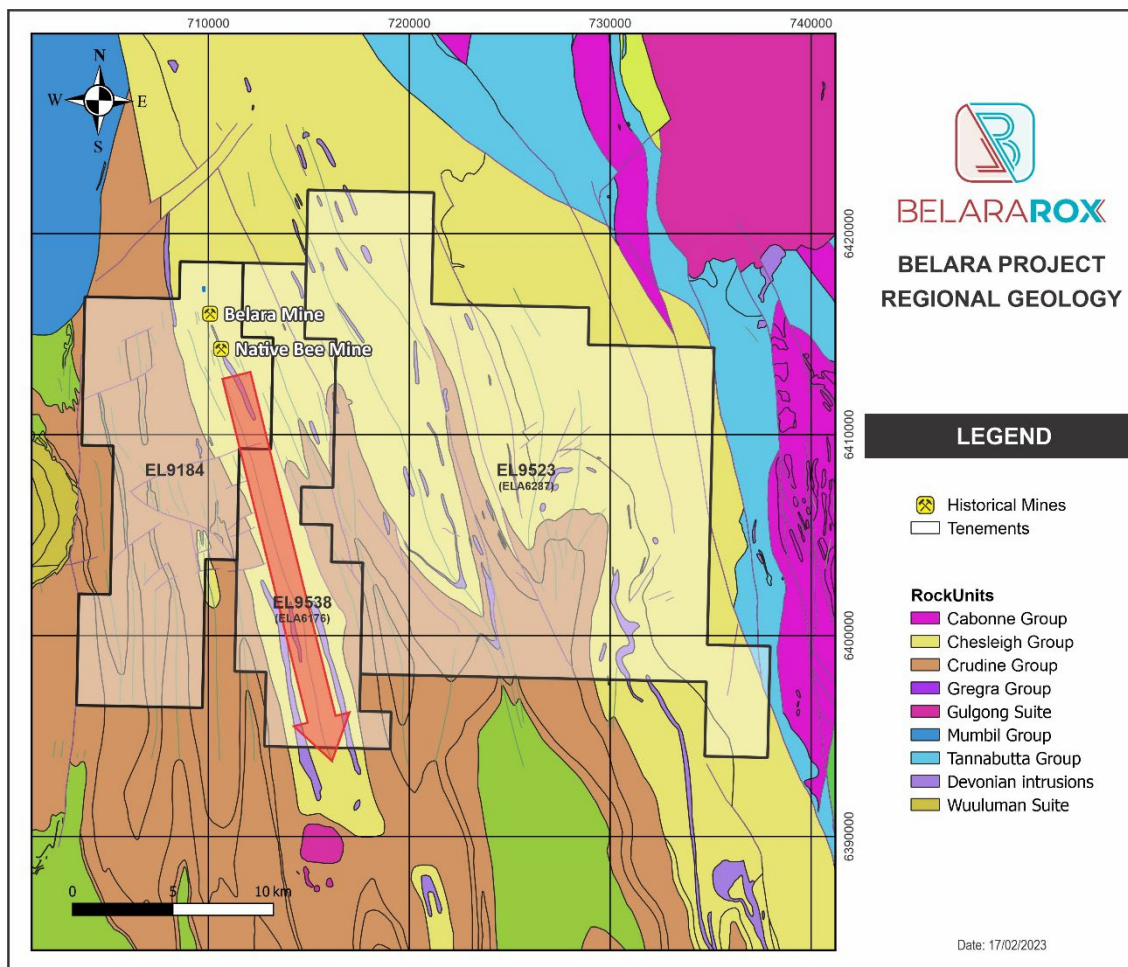 710000
720000
730000
740000
N
W
E
S
6420000
6410000
6400000
6390000
Belara Mine
Native Bee Mine
EL9184
EL9523
(ELA6287)
EL9538
(ELA6176)
0
5
10 km
BELARAROX
BELARA PROJECT
REGIONAL GEOLOGY
LEGEND
Historical Mines
Tenements
RockUnits
Cabonne Group
Chesleigh Group
Crudine Group
Gregra Group
Gulgong Suite
Mumbil Group
Tannabutta Group
Devonian intrusions
Wuuluman Suite
Date: 17/02/2023